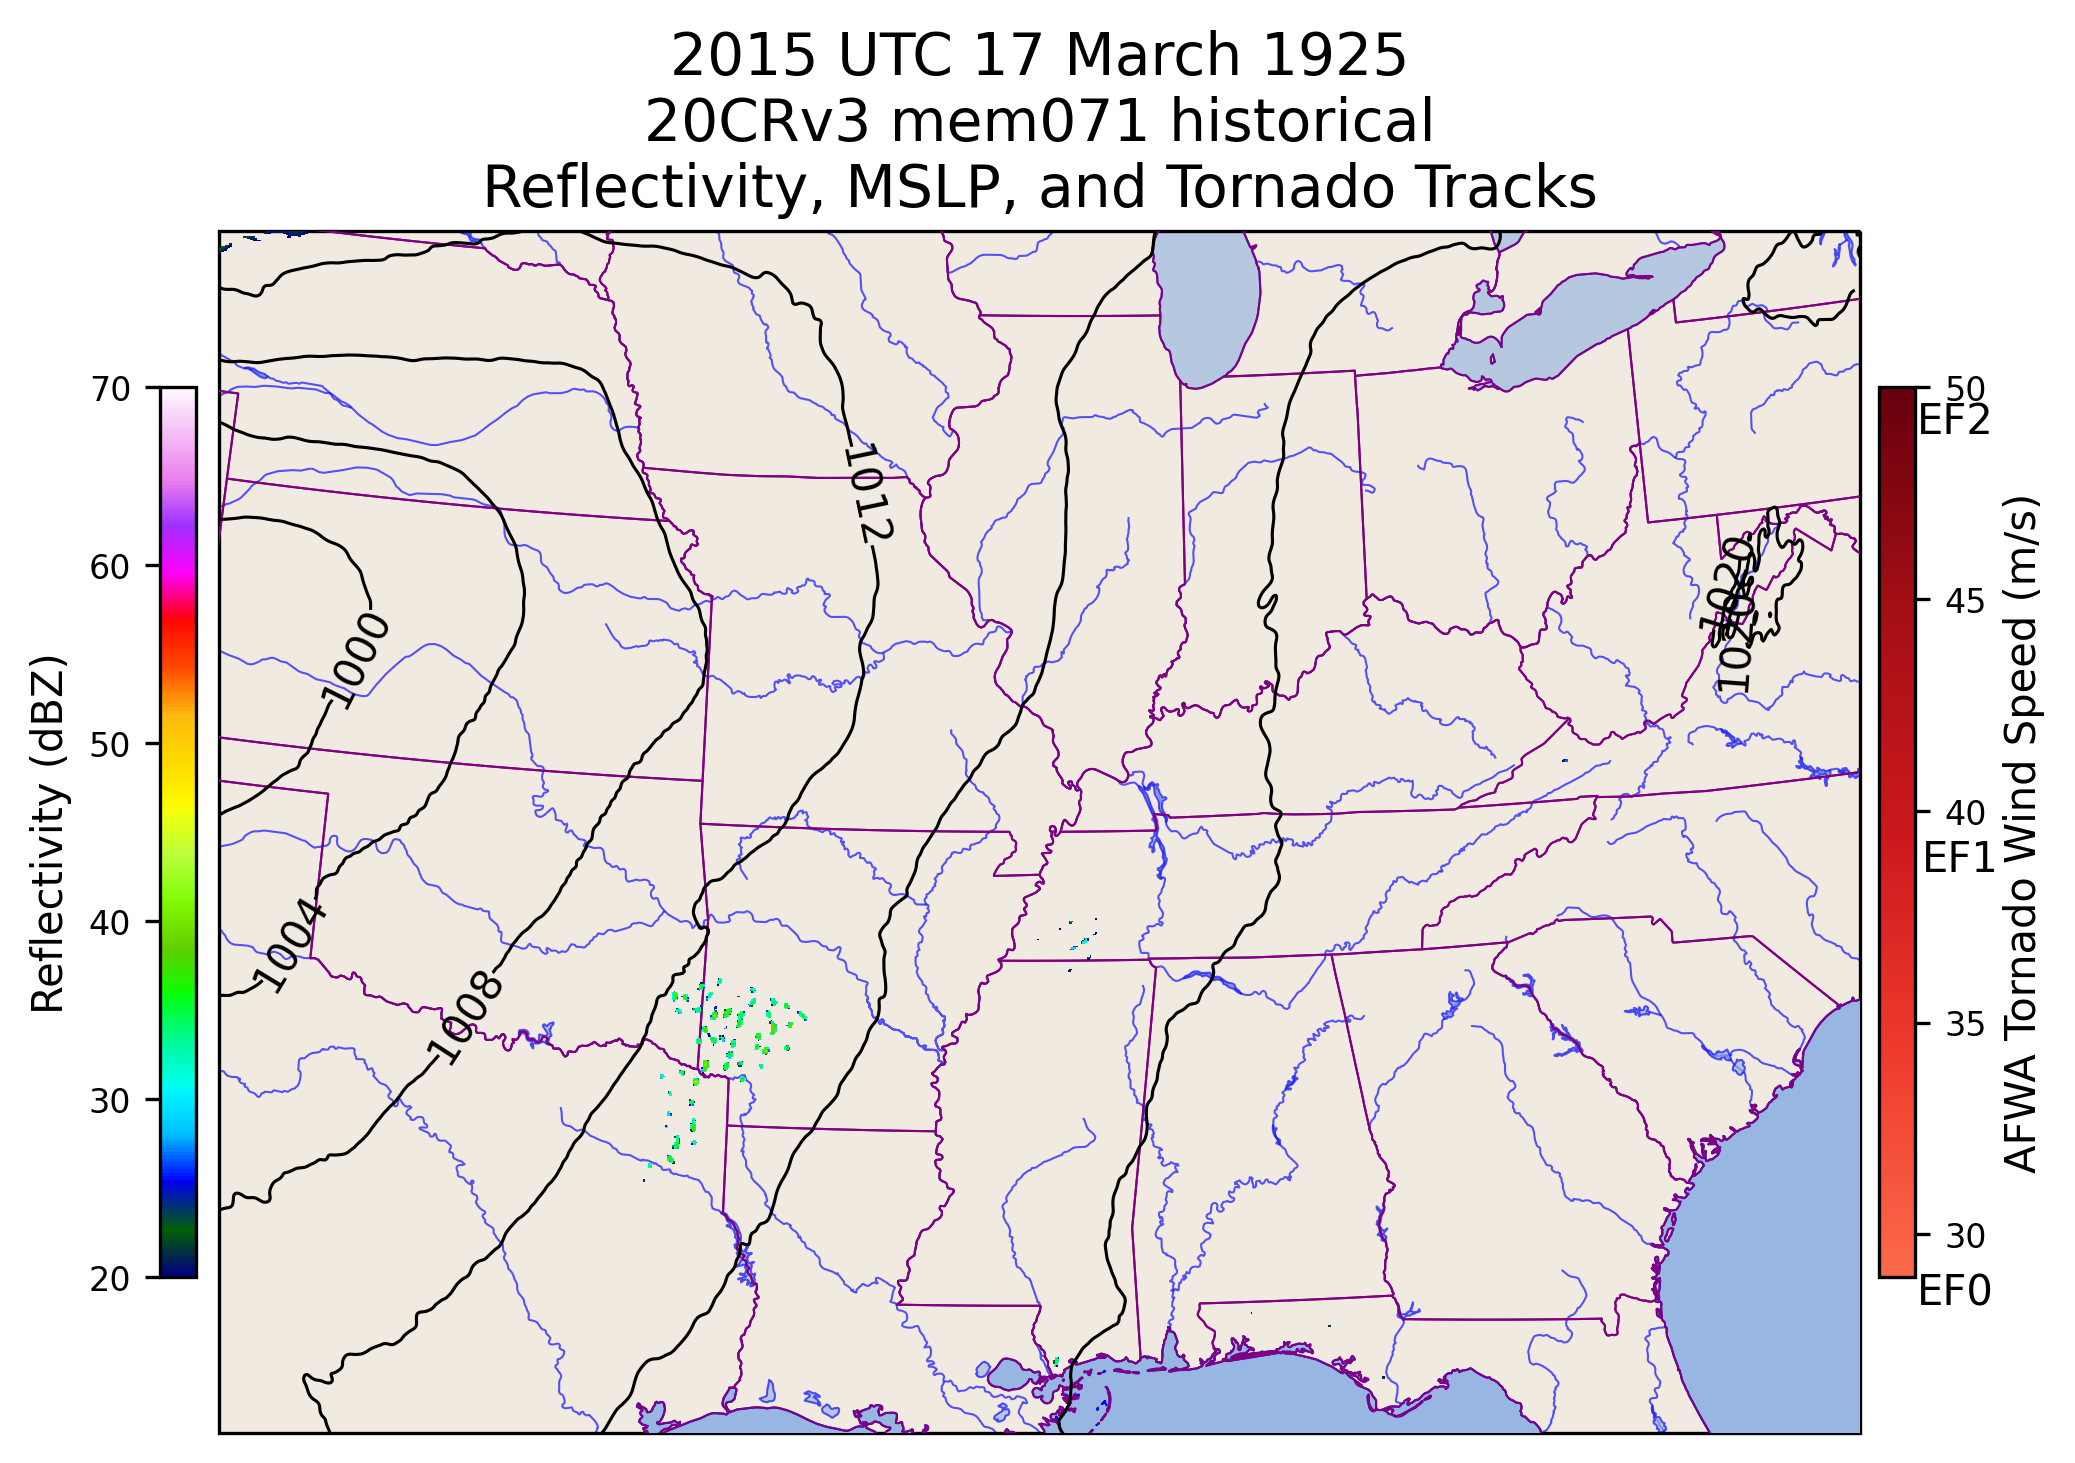 2015 UTC 17 March 1925
20CRv3 mem071 historical
Reflectivity, MSLP, and Tornado Tracks
70
60
50
40
30
20
Reflectivity (dBZ)
1012
1000
1004
1008
1020
50
EF2
45
40
EF1
35
30
EF0
AFWA Tornado Wind Speed (m/s)